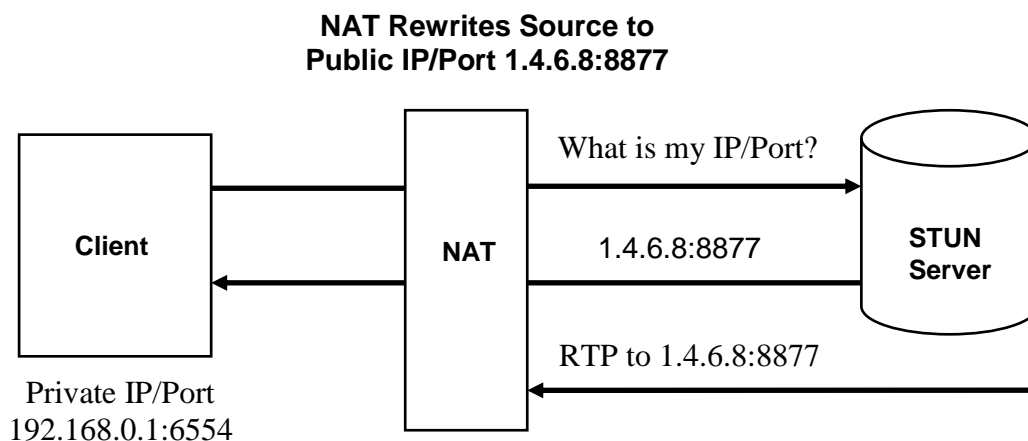 NAT Rewrites Source to
Public IP/Port 1.4.6.8:8877
What is my IP/Port?
Client
NAT
1.4.6.8:8877
STUN
Server
RTP to 1.4.6.8:8877
Private IP/Port
192.168.0.1:6554